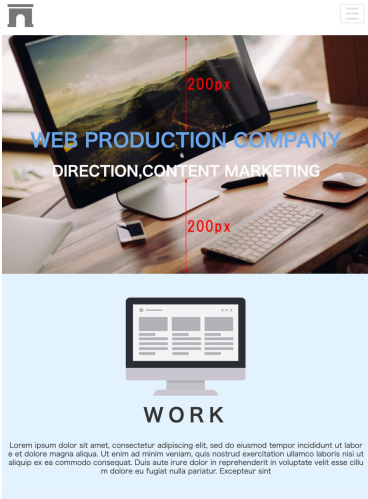 200px
WEB PRODUCTION COMPANY
DIRECTION,CONTENT MARKETING
200px
WORK
Lorem ipsum dolor sit amet, consectetur adipiscing elit, sed do eiusmod tempor incididunt ut labor
e et dolore magna aliqua. Ut enim ad minim veniam, quis nostrud exercitation ullamco laboris nisi ut
aliquip ex ea commodo consequat. Duis aute irure dolor in reprehenderit in voluptate velit esse cillu
m dolore eu fugiat nulla pariatur. Excepteur sint